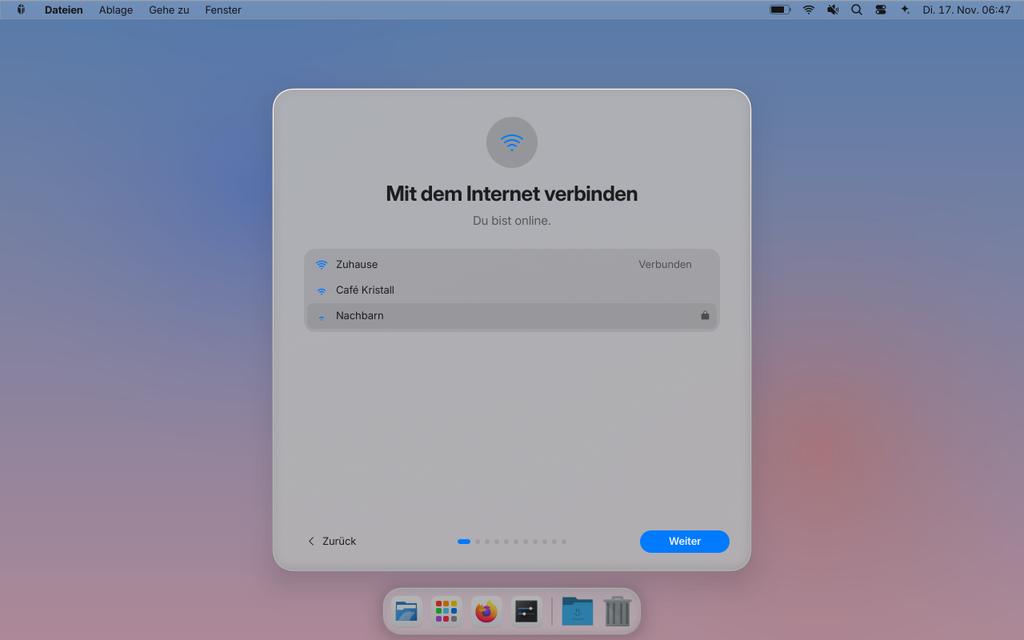 Dateien Ablage Gehe zu Fenster Di. 17. Nov. 06:47
Mit dem Internet verbinden
Du bist online.
Zuhause Verbunden
Café Kristall
Nachbarn
Zurück Weiter